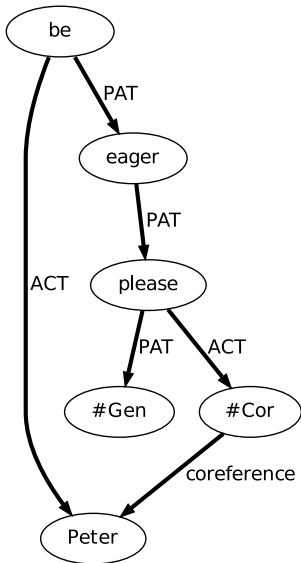 be
PAT
eager
PAT
ACT
please
PAT
ACT
#Gen
#Cor
coreference
Peter